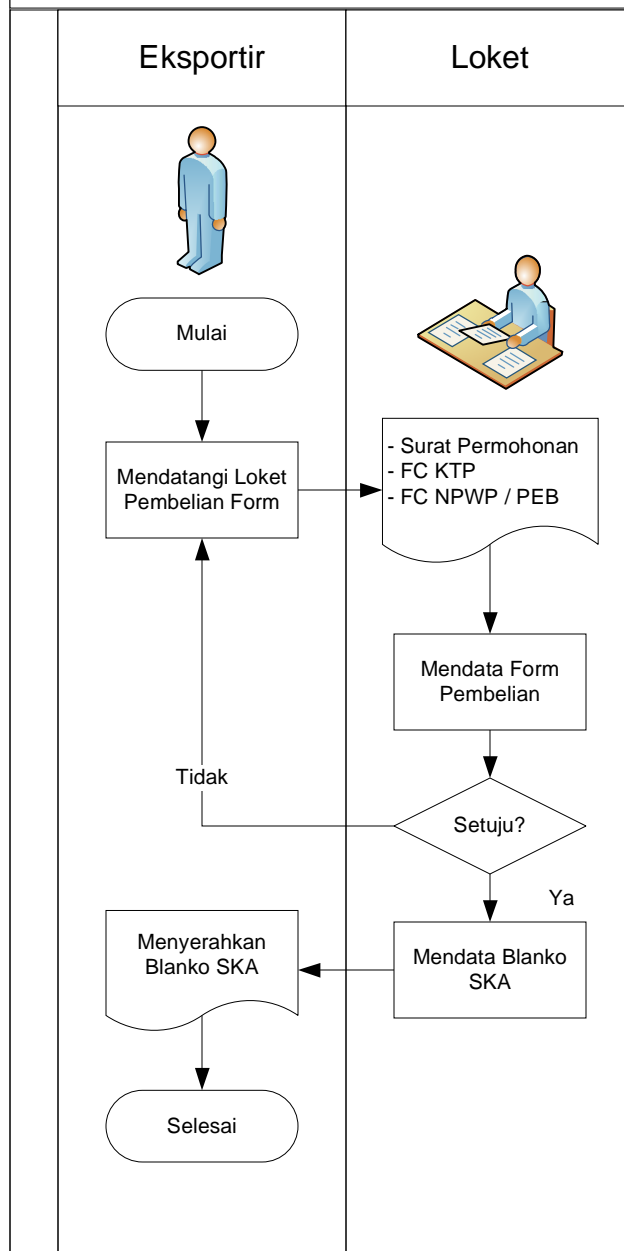 Eksportir
Loket
Mulai
Mendatangi Loket
Pembelian Form
- Surat Permohonan
- FC KTP
- FC NPWP / PEB
Mendata Form
Pembelian
Tidak
Setuju?
Ya
Mendata Blanko
SKA
Menyerahkan
Blanko SKA
Selesai